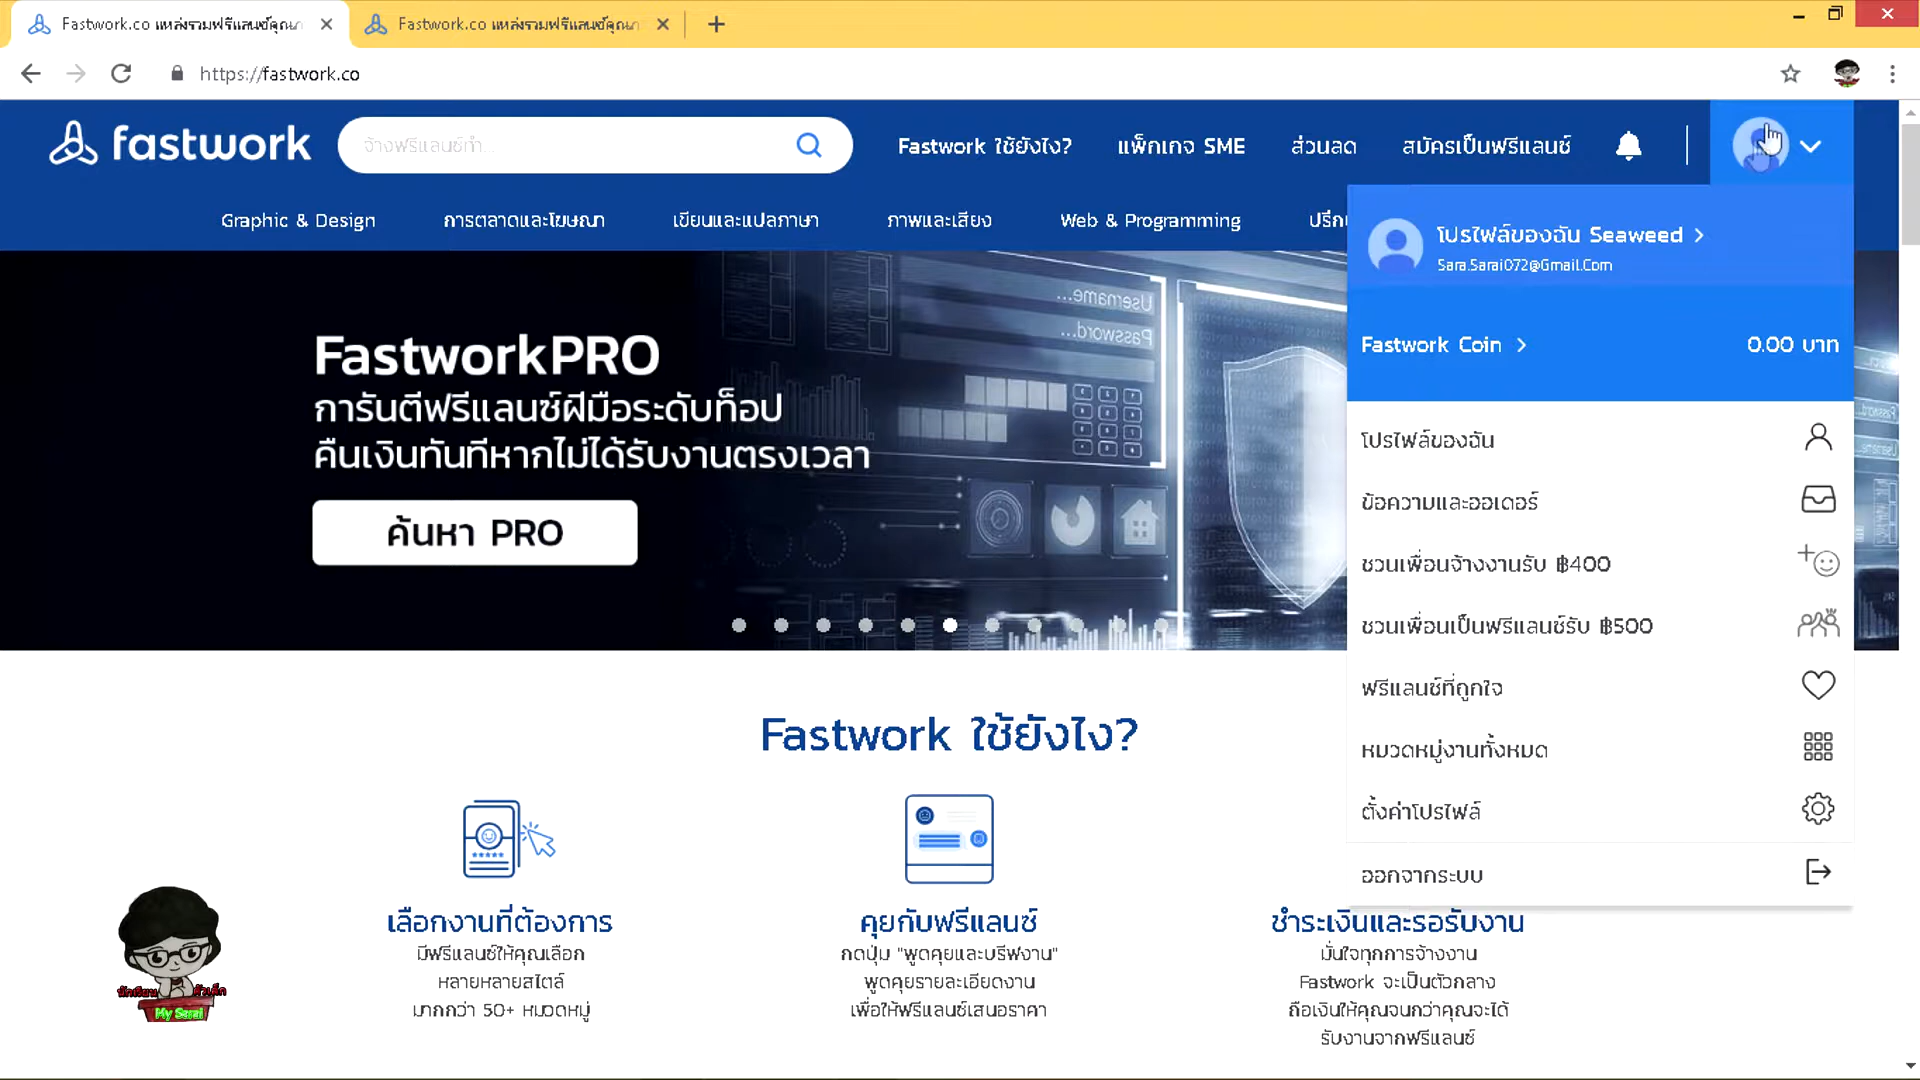 Fastwork.co แหล่งรวมฟรีแลนซ์คุณภา
Fastwork.co แหล่งรวมฟรีแลนซ์คุณภา
https://fastwork.co
fastwork
จ้างฟรีแลนซ์ทำ...
Fastwork ใช้ยังไง?
แพ็กเกจ SME
ส่วนลด
สมัครเป็นฟรีแลนซ์
Graphic & Design
การตลาดและโฆษณา
เขียนและแปลภาษา
ภาพและเสียง
Web & Programming
ปรึก
โปรไฟล์ของฉัน Seaweed
Sara.Sarai072@Gmail.Com
Fastwork Coin
0.00 บาท
โปรไฟล์ของฉัน
ข้อความและออเดอร์
ชวนเพื่อนจ้างงานรับ ฿400
ชวนเพื่อนเป็นฟรีแลนซ์รับ ฿500
ฟรีแลนซ์ที่ถูกใจ
หมวดหมู่งานทั้งหมด
ตั้งค่าโปรไฟล์
ออกจากระบบ
Username...
Password...
FastworkPRO
การันตีฟรีแลนซ์ฝีมือระดับท็อป
คืนเงินทันทีหากไม่ได้รับงานตรงเวลา
ค้นหา PRO
Fastwork ใช้ยังไง?
เลือกงานที่ต้องการ
มีฟรีแลนซ์ให้คุณเลือก
หลายหลายสไตล์
มากกว่า 50+ หมวดหมู่
คุยกับฟรีแลนซ์
กดปุ่ม "พูดคุยและบรีฟงาน"
พูดคุยรายละเอียดงาน
เพื่อให้ฟรีแลนซ์เสนอราคา
ชำระเงินและรอรับงาน
มั่นใจทุกการจ้างงาน
Fastwork จะเป็นตัวกลาง
ถือเงินให้คุณจนกว่าคุณจะได้
รับงานจากฟรีแลนซ์
นักเรียน
ตัวเล็ก
My Sarai